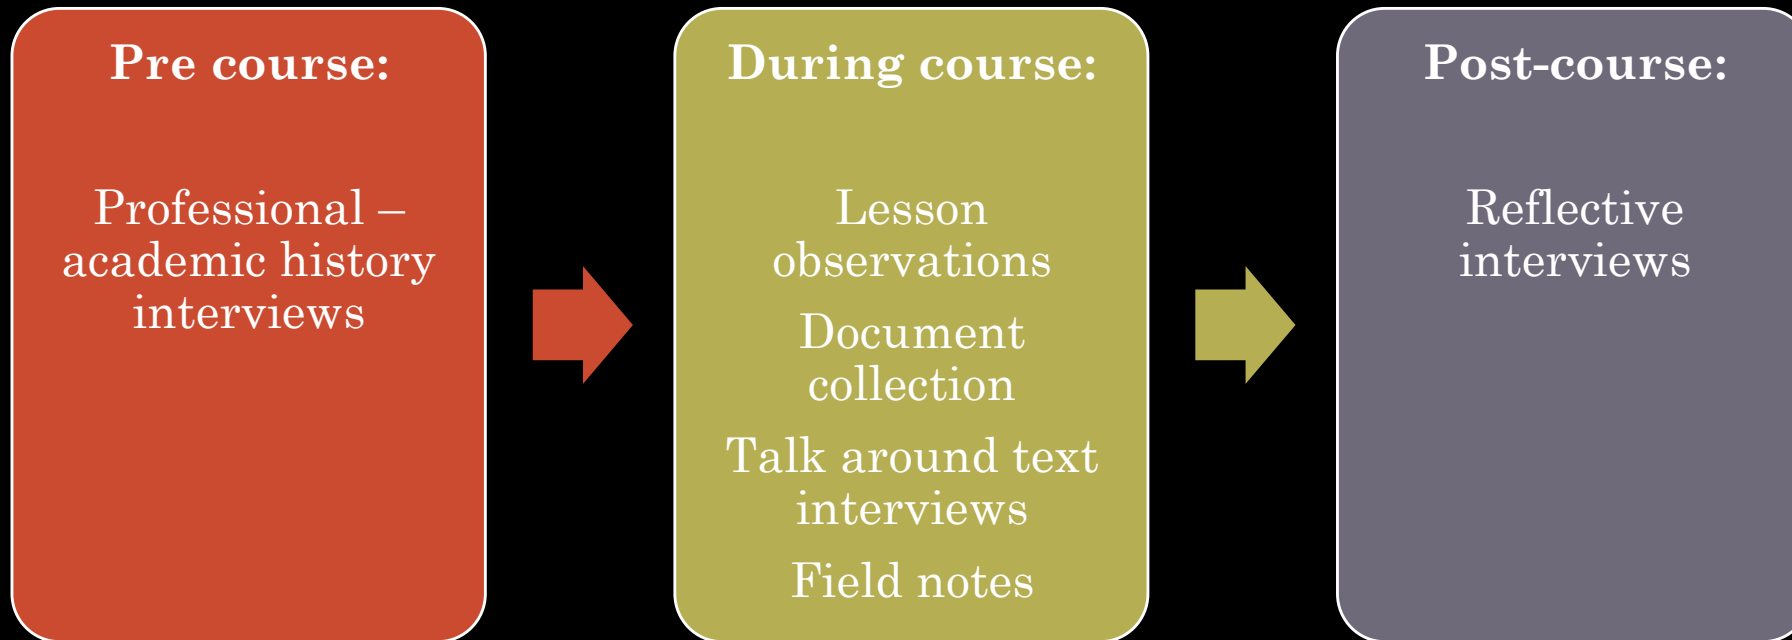 Pre course:
Professional –
academic history
interviews
During course:
Lesson
observations
Document
collection
Talk around text
interviews
Field notes
Post-course:
Reflective
interviews